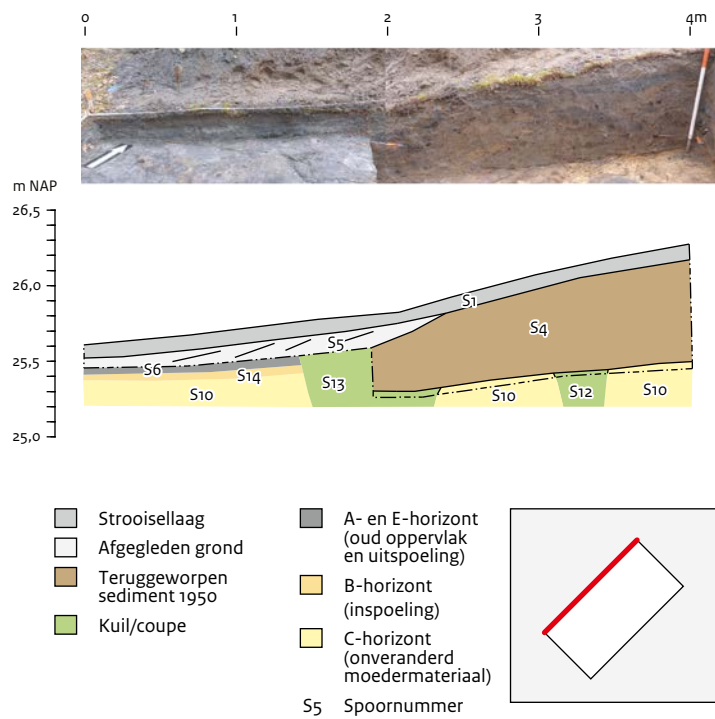 0 1 2 3 4m
m NAP
26,5
26,0
25,5
25,0
S1
S4
S5
S6
S14
S13
S10
S10
S12
S10
Strooisellaag
Afgegleden grond
Teruggeworpen
sediment 1950
Kuil/coupe
A- en E-horizont
(oud oppervlak
en uitspoeling)
B-horizont
(inspoeling)
C-horizont
(onveranderd
moedermateriaal)
S5 Spoornummer